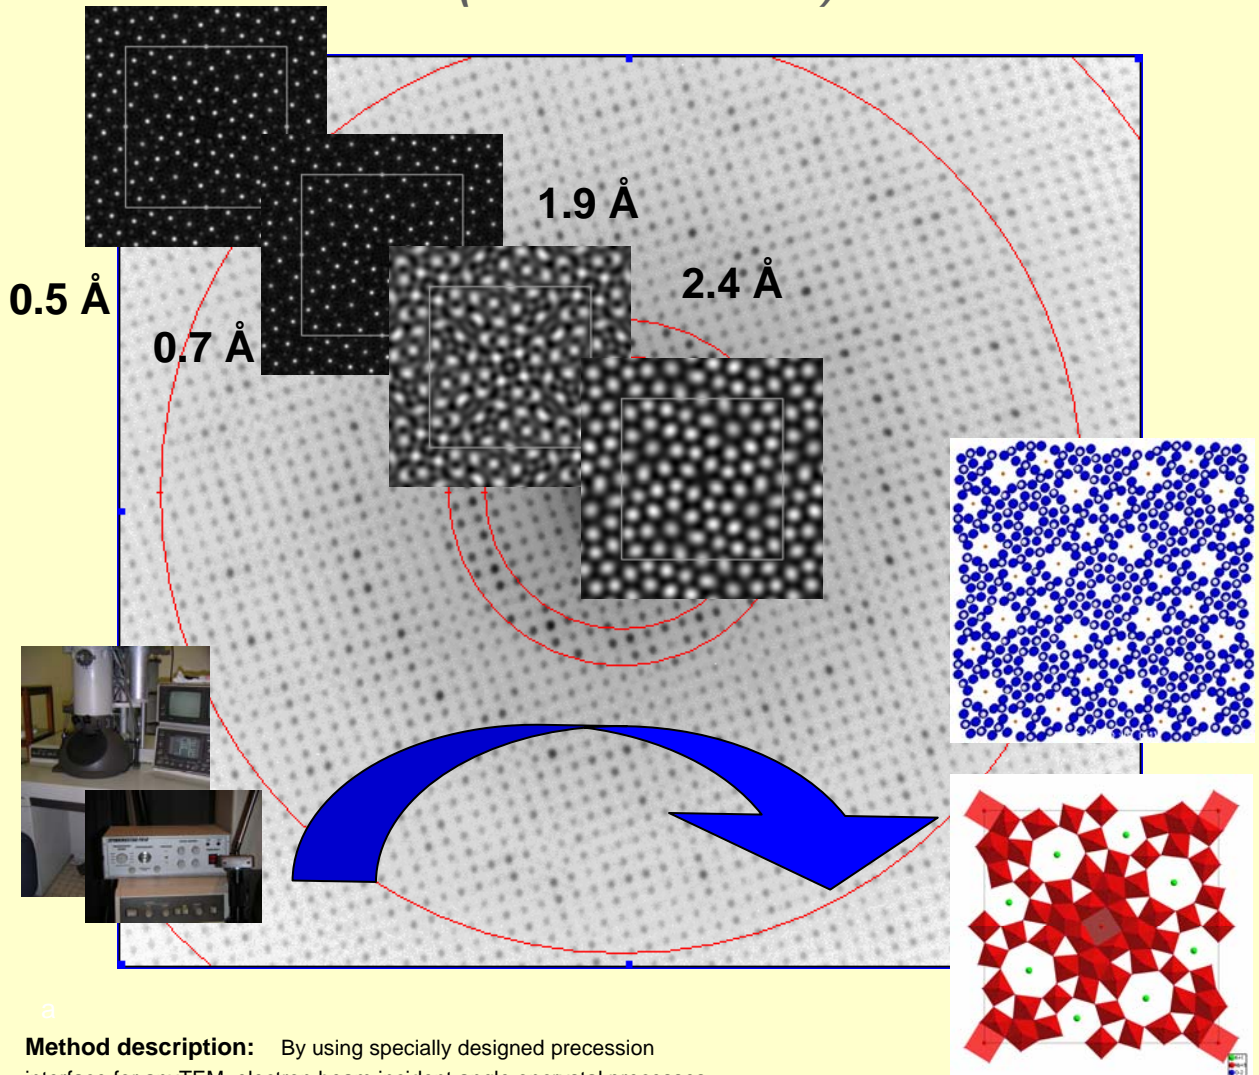 1.9 Å
2.4 Å
0.5 Å
0.7 Å
a
Method description: By using specially designed precession